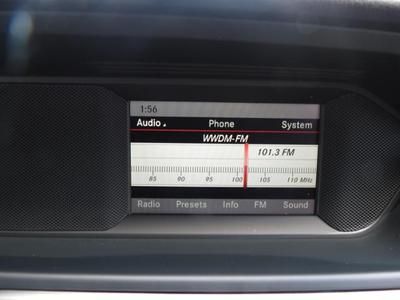 1:56
Audio Phone System
WWDM-FM
101.3 FM
85 90 95 100 105 110 MHz
Radio Presets Info FM Sound